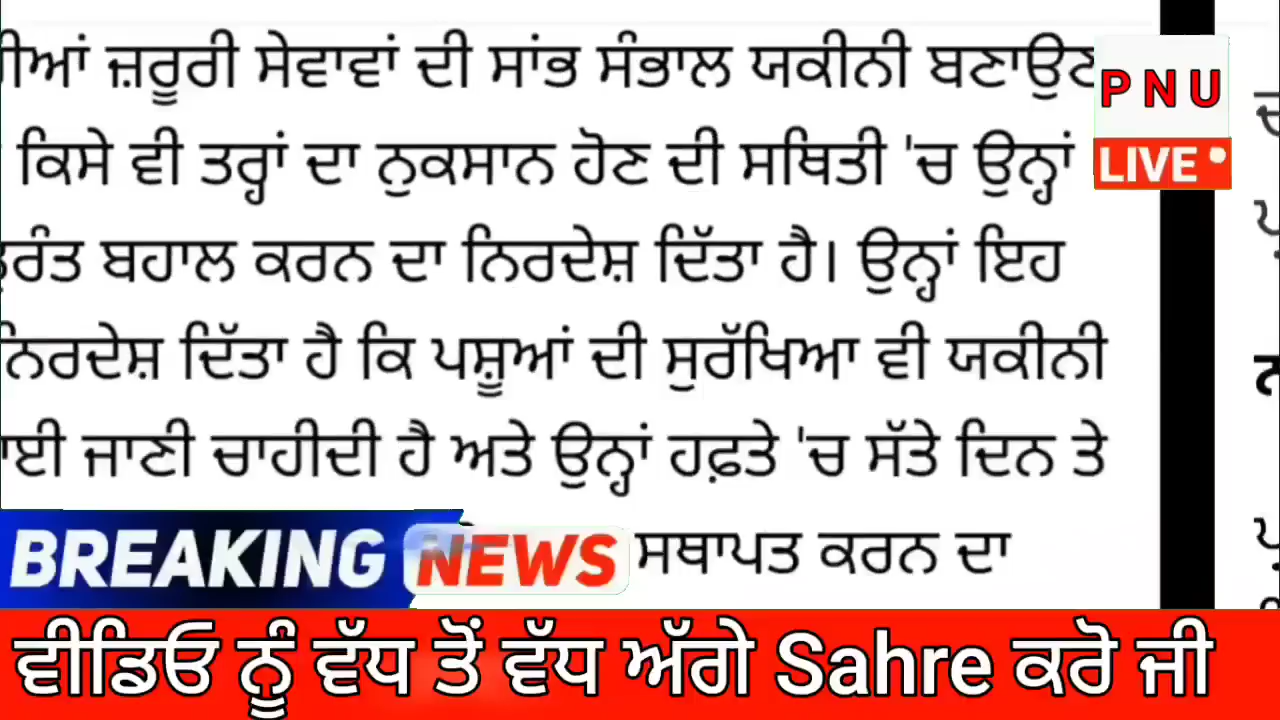 ਜ਼ਰੂਰੀ ਸੇਵਾਵਾਂ ਦੀ ਸਾਂਭ ਸੰਭਾਲ ਯਕੀਨੀ
P N U
ਕਿਸੇ ਵੀ ਤਰ੍ਹਾਂ ਦਾ ਨੁਕਸਾਨ ਹੋਣ ਦੀ ਸਥਿਤੀ 'ਚ ਉਨ੍ਹਾਂ
LIVE
ਬਹਾਲ ਕਰਨ ਦਾ ਨਿਰਦੇਸ਼ ਦਿੱਤਾ ਹੈ। ਉਨ੍ਹਾਂ ਇਹ
ਨਿਰਦੇਸ਼ ਦਿੱਤਾ ਹੈ ਕਿ ਪਸ਼ੂਆਂ ਦੀ ਸੁਰੱਖਿਆ ਵੀ ਯਕੀਨੀ
ਜਾਣੀ ਚਾਹੀਦੀ ਹੈ ਅਤੇ ਉਨ੍ਹਾਂ ਹਫ਼ਤੇ 'ਚ ਸੱਤੇ ਦਿਨ ਤੇ
ਸਥਾਪਤ ਕਰਨ ਦਾ
BREAKING NEWS
ਵੀਡਿਓ ਨੂੰ ਵੱਧ ਤੋਂ ਵੱਧ ਅੱਗੇ Sahre ਕਰੋ ਜੀ